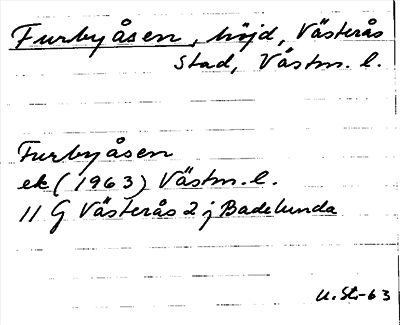 Furbyåsen, höjd, Västerås
stad, Västm. l.
Furbyåsen
ek (1963) Västm. l.
11 G Västerås 2 j Badelunda
U. St-63